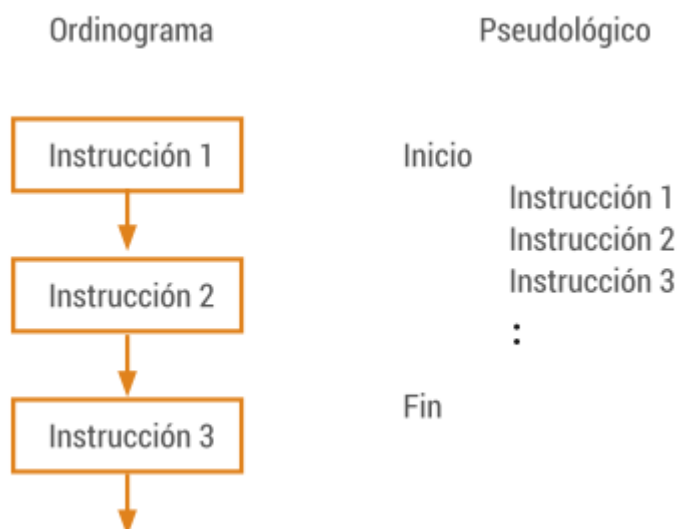 Ordinograma
Pseudológico
Instrucción 1
Instrucción 2
Instrucción 3
Inicio
Instrucción 1
Instrucción 2
Instrucción 3
:
Fin